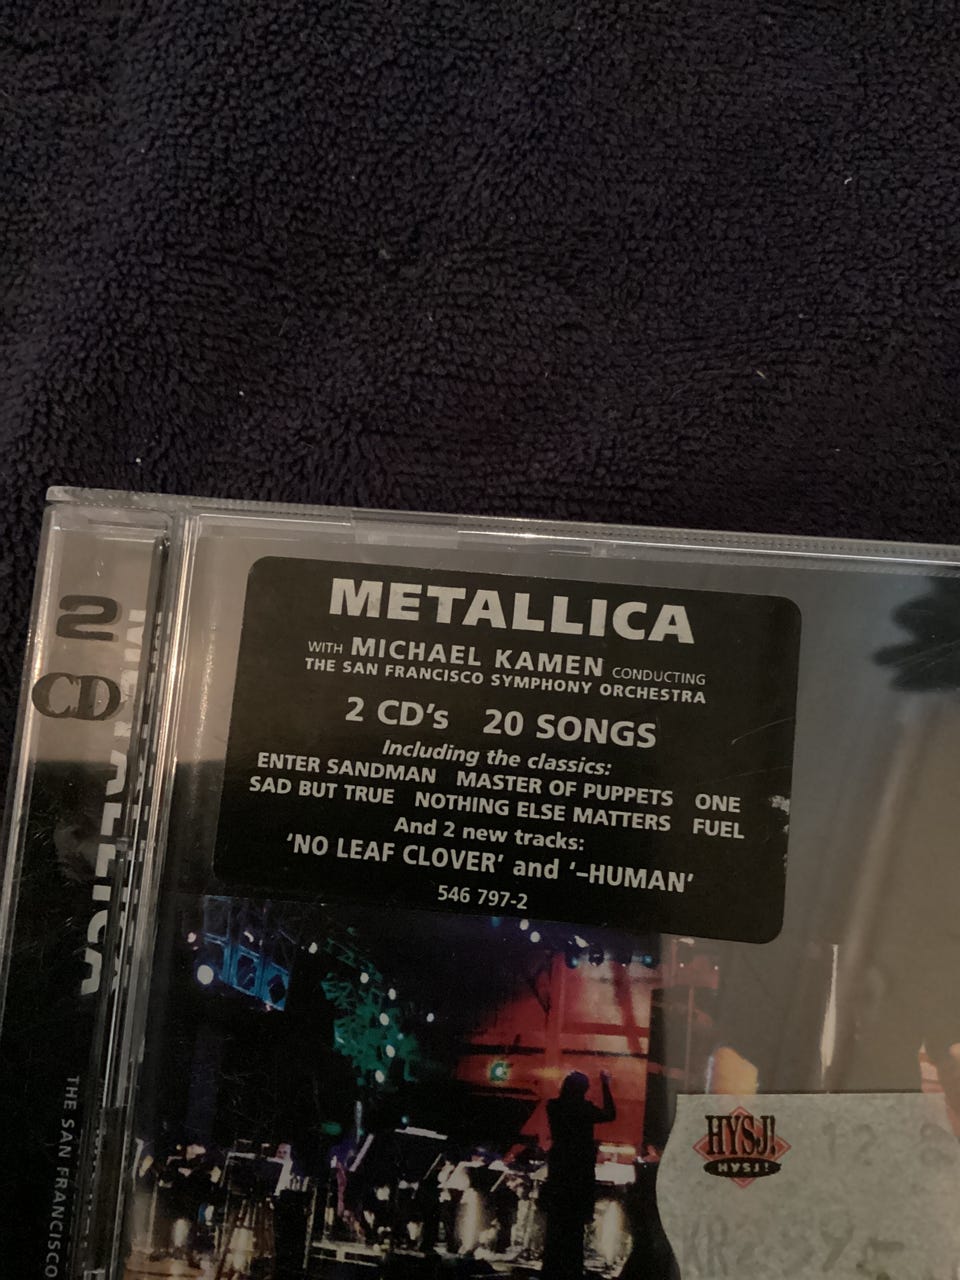 METALLICA
WITH MICHAEL KAMEN CONDUCTING
THE SAN FRANCISCO SYMPHONY ORCHESTRA
2 CD's 20 SONGS
Including the classics:
ENTER SANDMAN MASTER OF PUPPETS ONE
SAD BUT TRUE NOTHING ELSE MATTERS FUEL
And 2 new tracks:
'NO LEAF CLOVER' and '–HUMAN'
546 797-2
2
CD
METALLICA
THE SAN FRANCISCO
HYSJ!
HYSJ!
KR